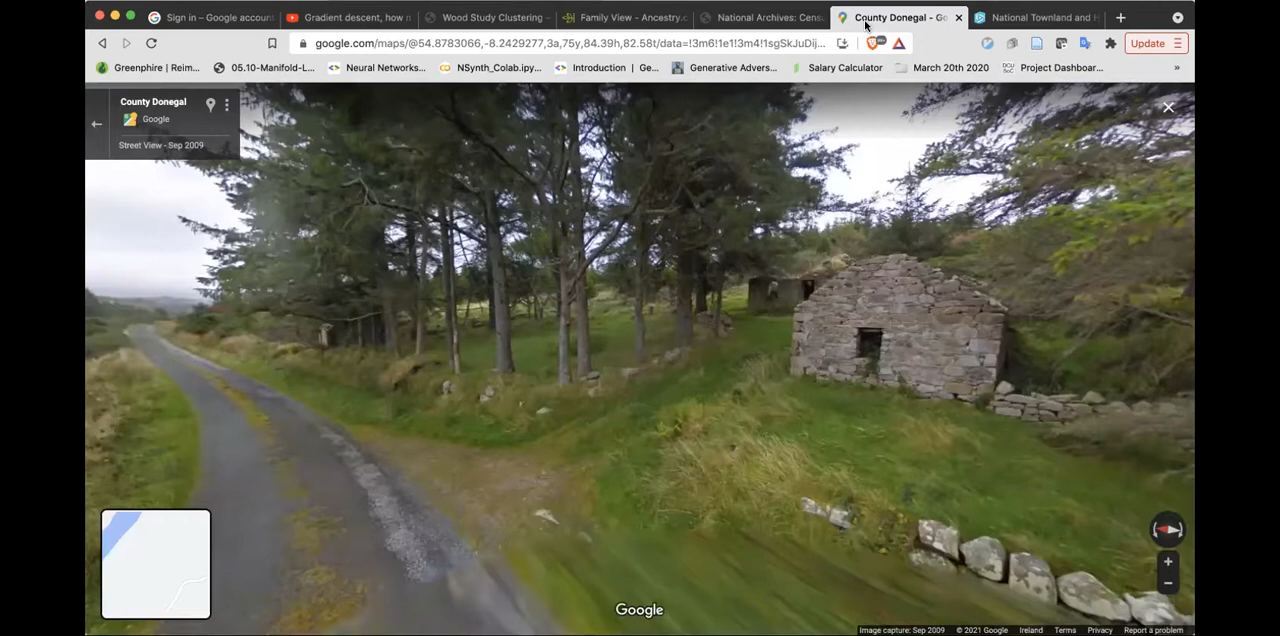 Sign in – Google accoun
Gradient descent, how n
Wood Study Clustering –
Family View - Ancestry.c
National Archives: Censu
County Donegal - Go
National Townland and H
google.com/maps/@54.8783066,-8.2429277,3a,75y,84.39h,82.58t/data=!3m6!1e1!3m4!1sgSkJuDij...
Update
Greenphire | Reim...
05.10-Manifold-L...
Neural Networks...
NSynth_Colab.ipy...
Introduction | Ge...
Generative Advers...
Salary Calculator
March 20th 2020
Project Dashboar...
»
County Donegal
Google
Street View - Sep 2009
Google
Image capture: Sep 2009 © 2021 Google Ireland Terms Privacy Report a problem